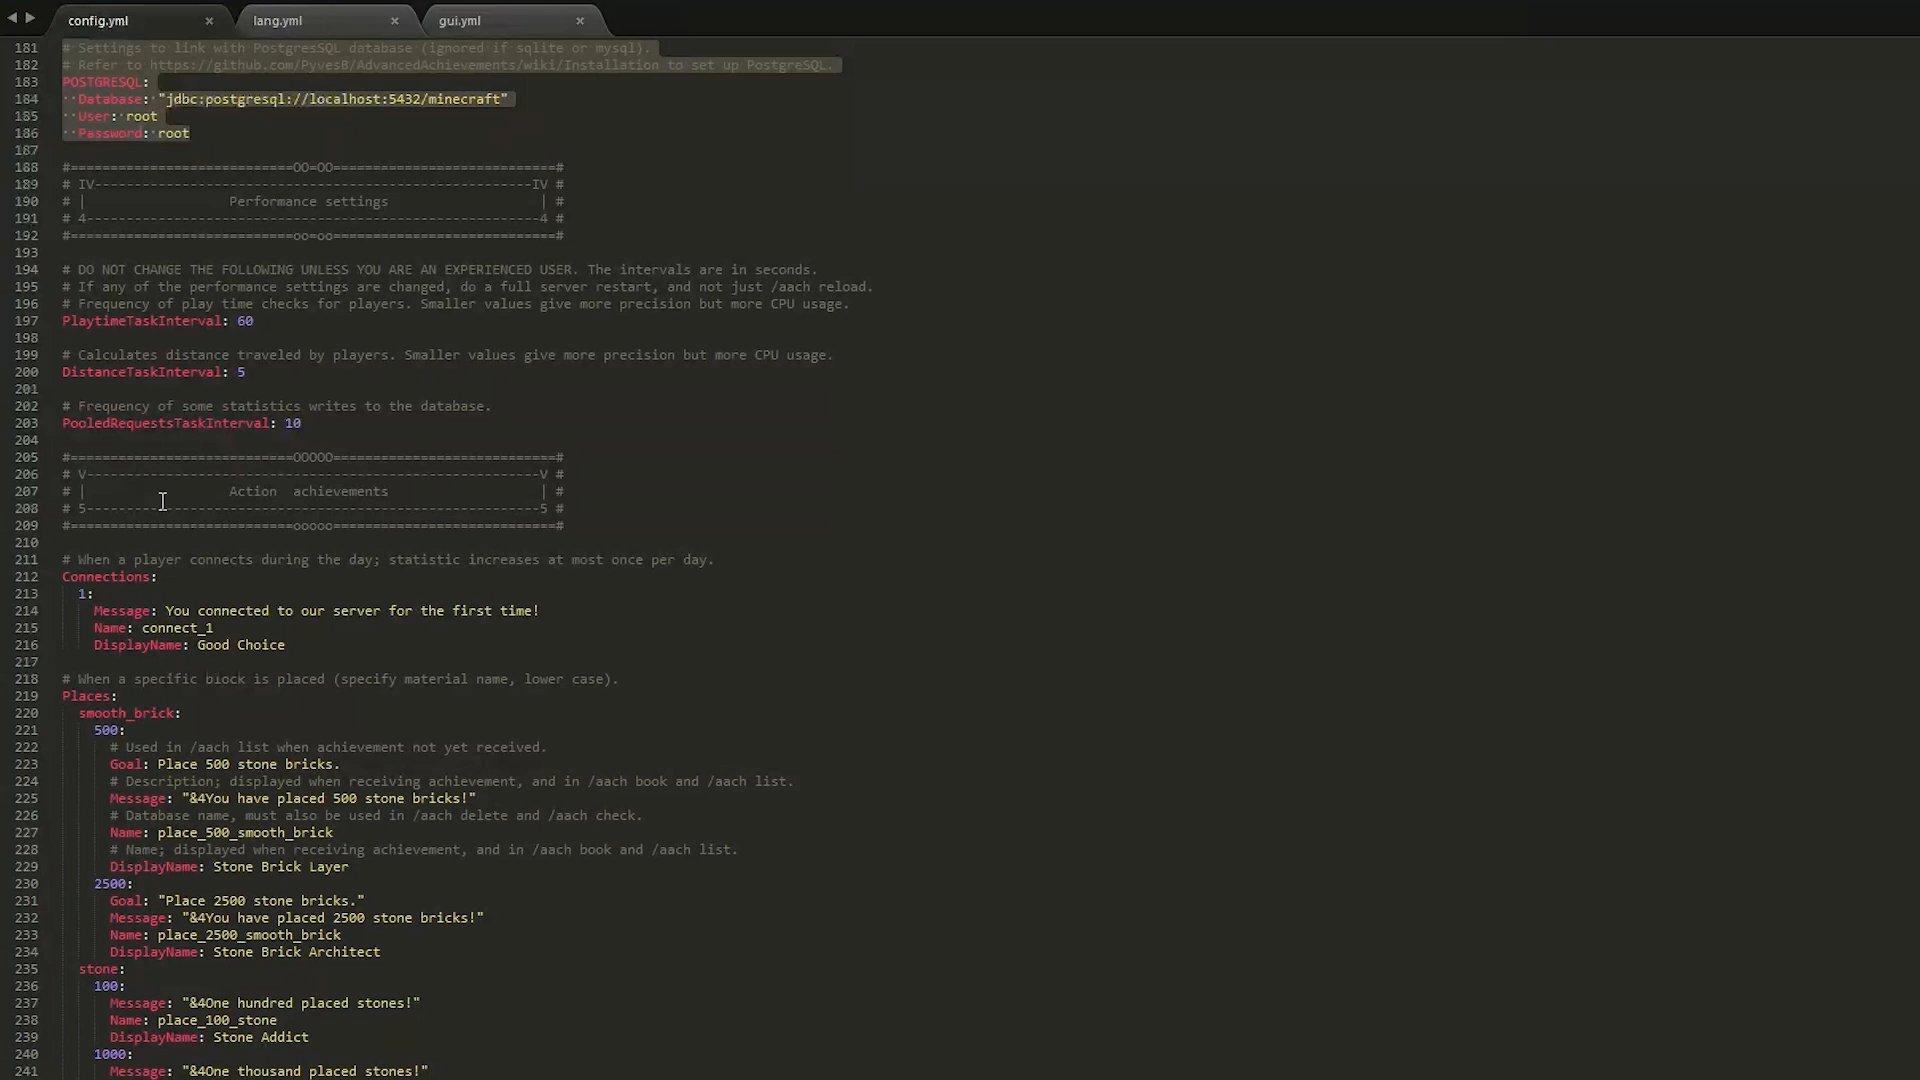 config.yml × lang.yml × gui.yml ×
181 # Settings to link with PostgresSQL database (ignored if sqlite or mysql).
182 # Refer to https://github.com/PyvesB/AdvancedAchievements/wiki/Installation to set up PostgreSQL.
183 POSTGRESQL:
184 Database: "jdbc:postgresql://localhost:5432/minecraft"
185 User: root
186 Password: root
187
188 #============================OO=OO============================#
189 # IV--------------------------------------------------------IV #
190 # | Performance settings | #
191 # 4---------------------------------------------------------4 #
192 #============================oo=oo============================#
193
194 # DO NOT CHANGE THE FOLLOWING UNLESS YOU ARE AN EXPERIENCED USER. The intervals are in seconds.
195 # If any of the performance settings are changed, do a full server restart, and not just /aach reload.
196 # Frequency of play time checks for players. Smaller values give more precision but more CPU usage.
197 PlaytimeTaskInterval: 60
198
199 # Calculates distance traveled by players. Smaller values give more precision but more CPU usage.
200 DistanceTaskInterval: 5
201
202 # Frequency of some statistics writes to the database.
203 PooledRequestsTaskInterval: 10
204
205 #============================OOOOO============================#
206 # V---------------------------------------------------------V #
207 # | Action achievements | #
208 # 5---------------------------------------------------------5 #
209 #============================ooooo============================#
210
211 # When a player connects during the day; statistic increases at most once per day.
212 Connections:
213 1:
214 Message: You connected to our server for the first time!
215 Name: connect_1
216 DisplayName: Good Choice
217
218 # When a specific block is placed (specify material name, lower case).
219 Places:
220 smooth_brick:
221 500:
222 # Used in /aach list when achievement not yet received.
223 Goal: Place 500 stone bricks.
224 # Description; displayed when receiving achievement, and in /aach book and /aach list.
225 Message: "&4You have placed 500 stone bricks!"
226 # Database name, must also be used in /aach delete and /aach check.
227 Name: place_500_smooth_brick
228 # Name; displayed when receiving achievement, and in /aach book and /aach list.
229 DisplayName: Stone Brick Layer
230 2500:
231 Goal: "Place 2500 stone bricks."
232 Message: "&4You have placed 2500 stone bricks!"
233 Name: place_2500_smooth_brick
234 DisplayName: Stone Brick Architect
235 stone:
236 100:
237 Message: "&4One hundred placed stones!"
238 Name: place_100_stone
239 DisplayName: Stone Addict
240 1000:
241 Message: "&4One thousand placed stones!"